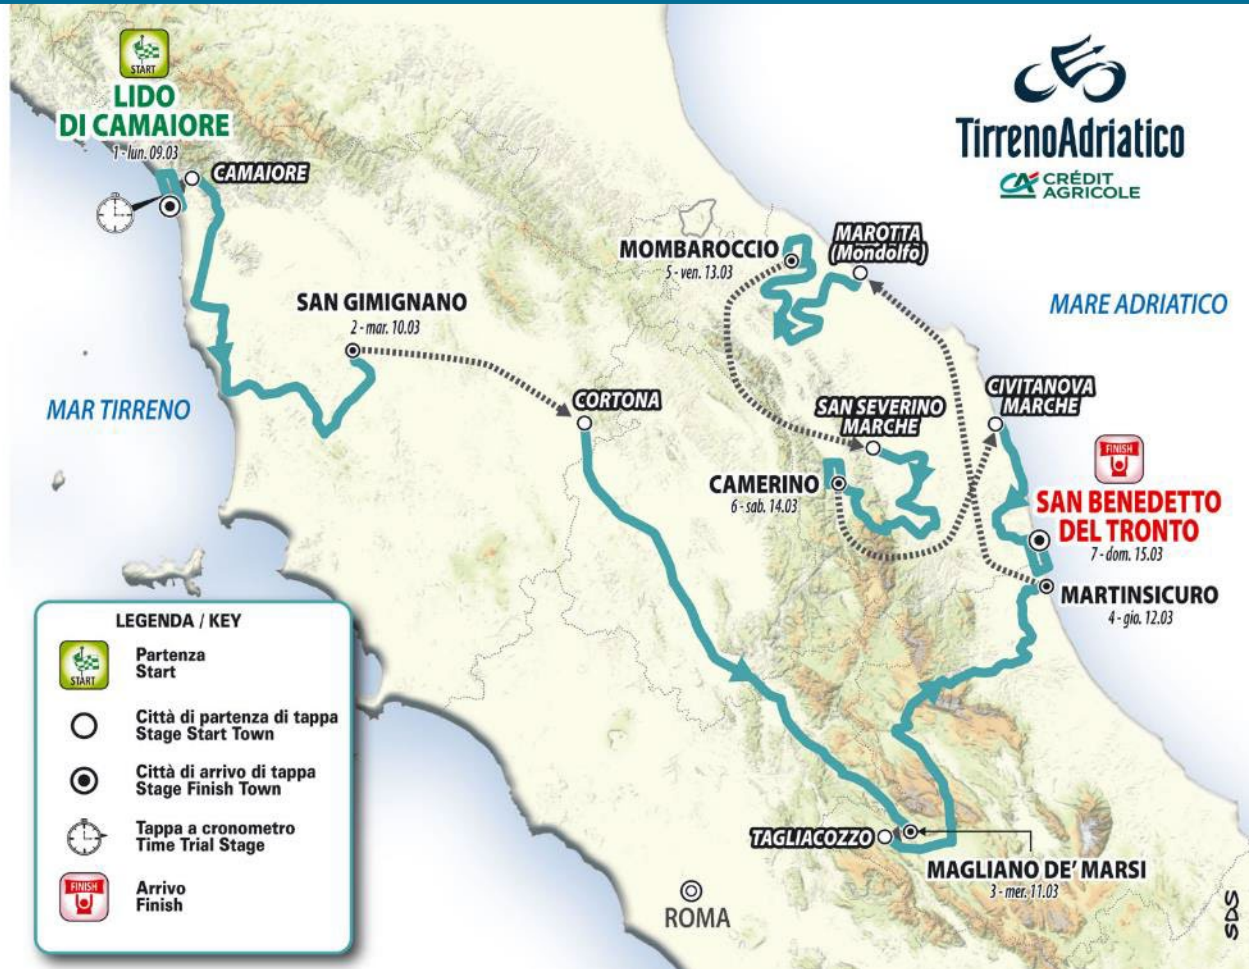 START
LIDO
DI CAMAIORE
1 - lun. 09.03
CAMAIORE
TirrenoAdriatico
CRÉDIT
AGRICOLE
MOMBAROCCIO
5 - ven. 13.03
MAROTTA
(Mondolfo)
SAN GIMIGNANO
2 - mar. 10.03
MARE ADRIATICO
MAR TIRRENO
CORTONA
SAN SEVERINO
MARCHE
CIVITANOVA
MARCHE
FINISH
SAN BENEDETTO
DEL TRONTO
7 - dom. 15.03
CAMERINO
6 - sab. 14.03
MARTINSICURO
4 - gio. 12.03
LEGENDA / KEY
START
Partenza
Start
Città di partenza di tappa
Stage Start Town
Città di arrivo di tappa
Stage Finish Town
Tappa a cronometro
Time Trial Stage
FINISH
Arrivo
Finish
TAGLIACOZZO
MAGLIANO DE' MARSI
3 - mer. 11.03
ROMA
SDS